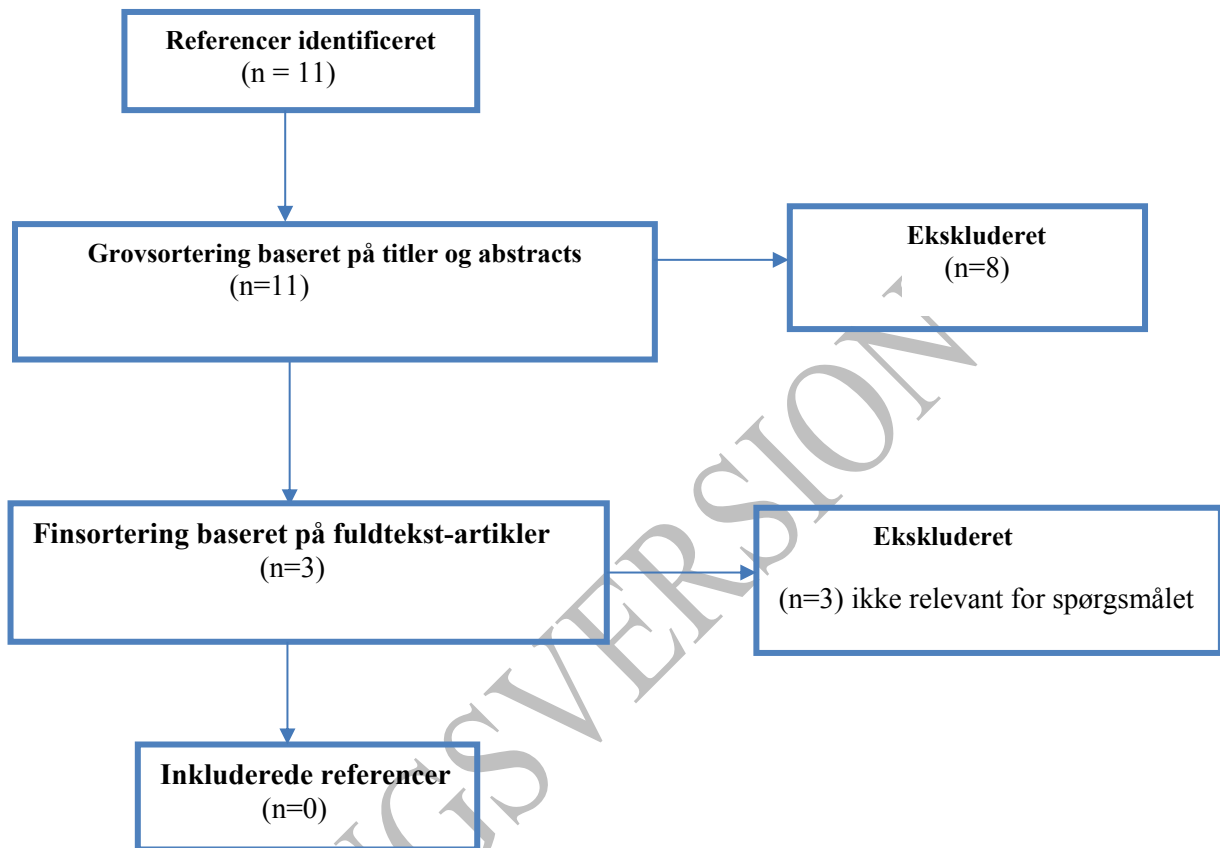 Referencer identificeret
(n = 11)
Grovsortering baseret på titler og abstracts
(n=11)
Ekskluderet
(n=8)
Finsortering baseret på fuldtekst-artikler
(n=3)
Ekskluderet
(n=3) ikke relevant for spørgsmålet
Inkluderede referencer
(n=0)
NGSVERSION